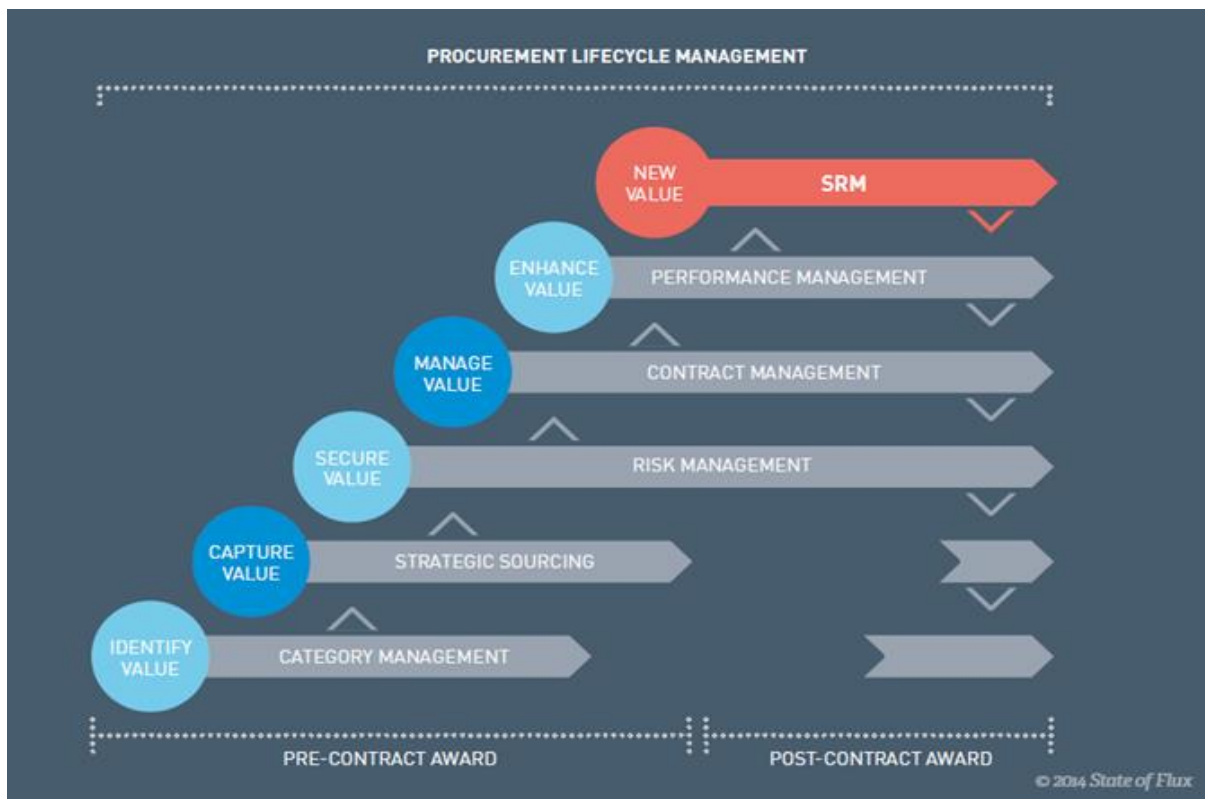 PROCUREMENT LIFECYCLE MANAGEMENT
NEW
VALUE
SRM
ENHANCE
VALUE
PERFORMANCE MANAGEMENT
MANAGE
VALUE
CONTRACT MANAGEMENT
SECURE
VALUE
RISK MANAGEMENT
CAPTURE
VALUE
STRATEGIC SOURCING
IDENTIFY
VALUE
CATEGORY MANAGEMENT
PRE-CONTRACT AWARD
POST-CONTRACT AWARD
© 2014 State of Flux